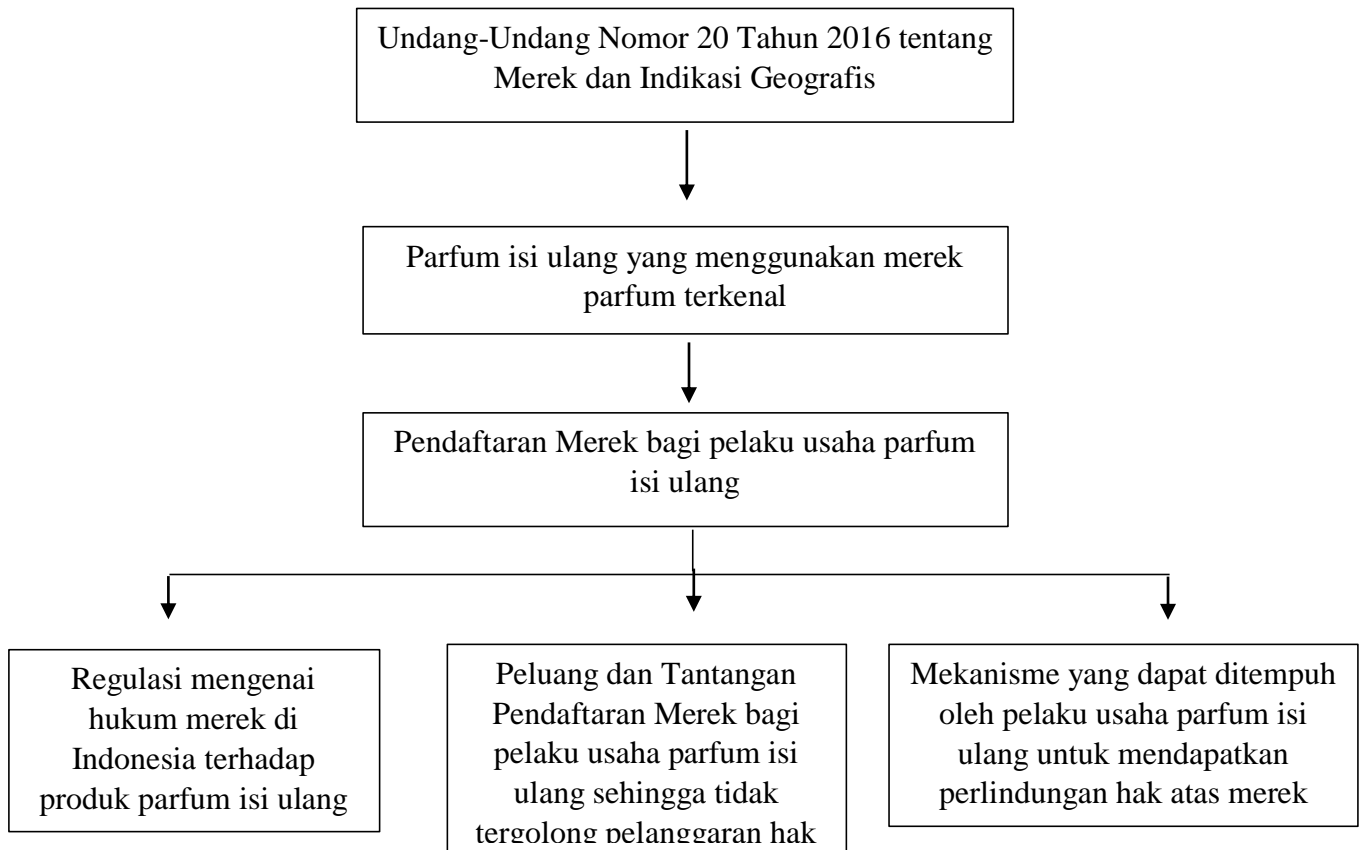 Undang-Undang Nomor 20 Tahun 2016 tentang
Merek dan Indikasi Geografis
Parfum isi ulang yang menggunakan merek
parfum terkenal
Pendaftaran Merek bagi pelaku usaha parfum
isi ulang
Regulasi mengenai
hukum merek di
Indonesia terhadap
produk parfum isi ulang
Peluang dan Tantangan
Pendaftaran Merek bagi
pelaku usaha parfum isi
ulang sehingga tidak
tergolong pelanggaran hak
Mekanisme yang dapat ditempuh
oleh pelaku usaha parfum isi
ulang untuk mendapatkan
perlindungan hak atas merek